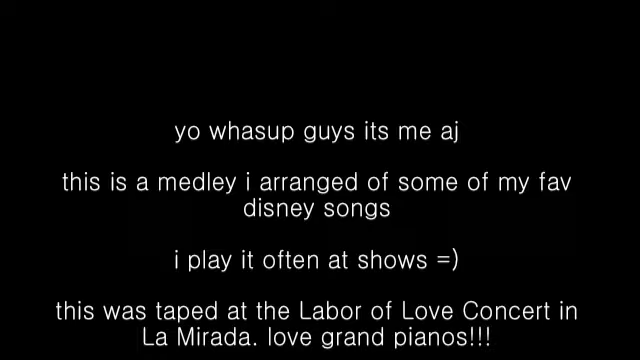 yo whasup guys its me aj
this is a medley i arranged of some of my fav
disney songs
i play it often at shows =)
this was taped at the Labor of Love Concert in
La Mirada. love grand pianos!!!